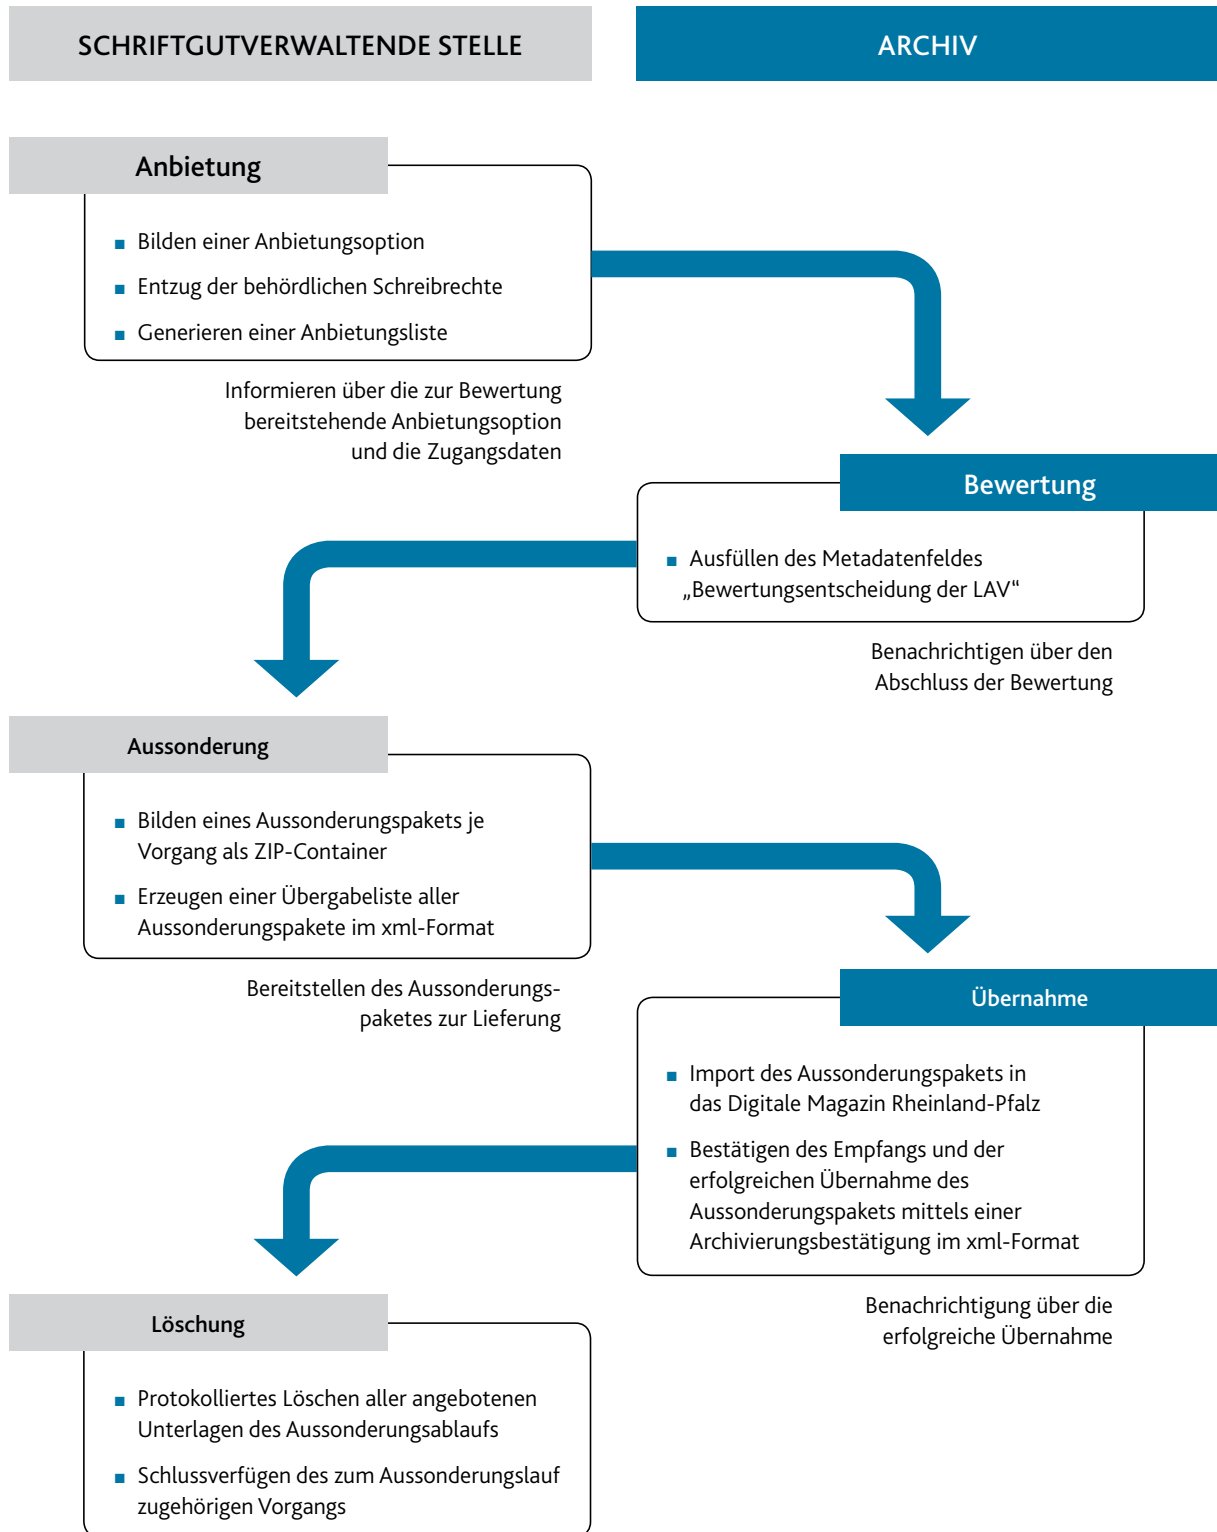 SCHRIFTGUTVERWALTENDE STELLE
ARCHIV
Anbietung
■ Bilden einer Anbietungsoption
■ Entzug der behördlichen Schreibrechte
■ Generieren einer Anbietungsliste
Informieren über die zur Bewertung
bereitstehende Anbietungsoption
und die Zugangsdaten
Bewertung
■ Ausfüllen des Metadatenfeldes
„Bewertungsentscheidung der LAV“
Benachrichtigen über den
Abschluss der Bewertung
Aussonderung
■ Bilden eines Aussonderungspakets je
Vorgang als ZIP-Container
■ Erzeugen einer Übergabeliste aller
Aussonderungspakete im xml-Format
Bereitstellen des Aussonderungs-
paketes zur Lieferung
Übernahme
■ Import des Aussonderungspakets in
das Digitale Magazin Rheinland-Pfalz
■ Bestätigen des Empfangs und der
erfolgreichen Übernahme des
Aussonderungspakets mittels einer
Archivierungsbestätigung im xml-Format
Benachrichtigung über die
erfolgreiche Übernahme
Löschung
■ Protokolliertes Löschen aller angebotenen
Unterlagen des Aussonderungsablaufs
■ Schlussverfügen des zum Aussonderungslauf
zugehörigen Vorgangs